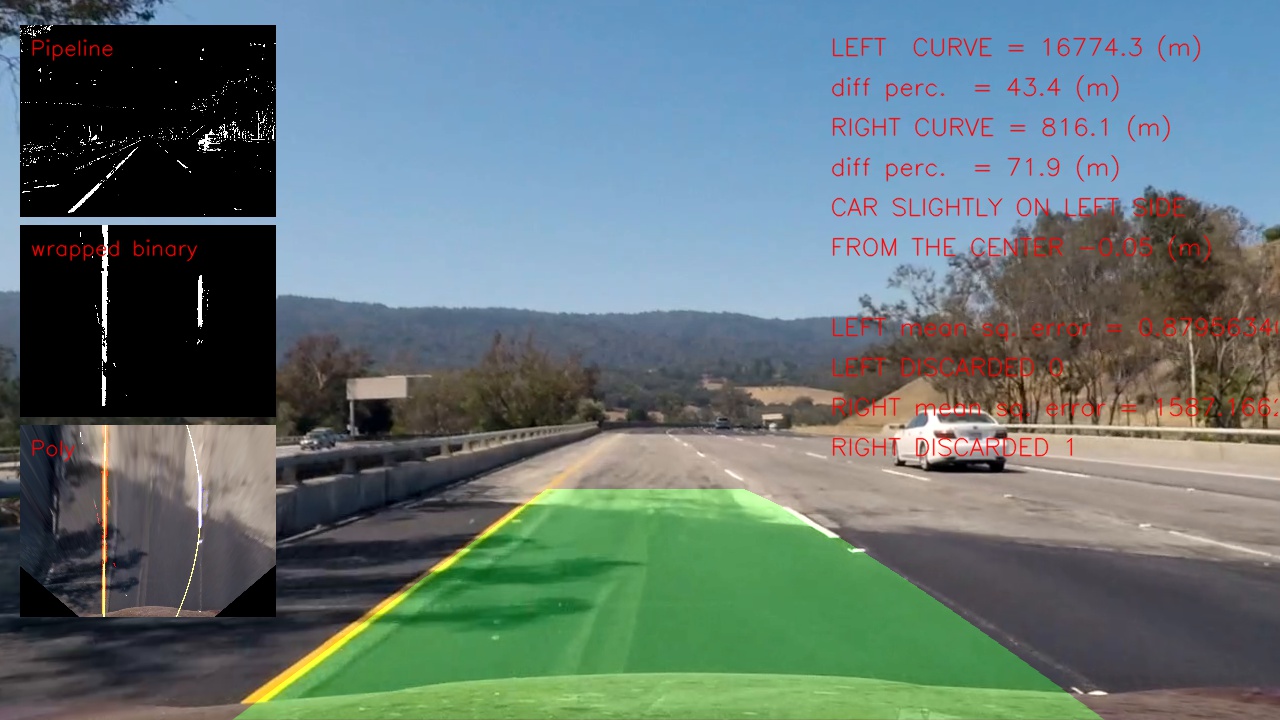 Pipeline
wrapped binary
Poly
LEFT CURVE = 16774.3 (m)
diff perc. = 43.4 (m)
RIGHT CURVE = 816.1 (m)
diff perc. = 71.9 (m)
CAR SLIGHTLY ON LEFT SIDE
FROM THE CENTER -0.05 (m)
LEFT mean sq. error = 0.8795634
LEFT DISCARDED 0
RIGHT mean sq. error = 1587.166
RIGHT DISCARDED 1